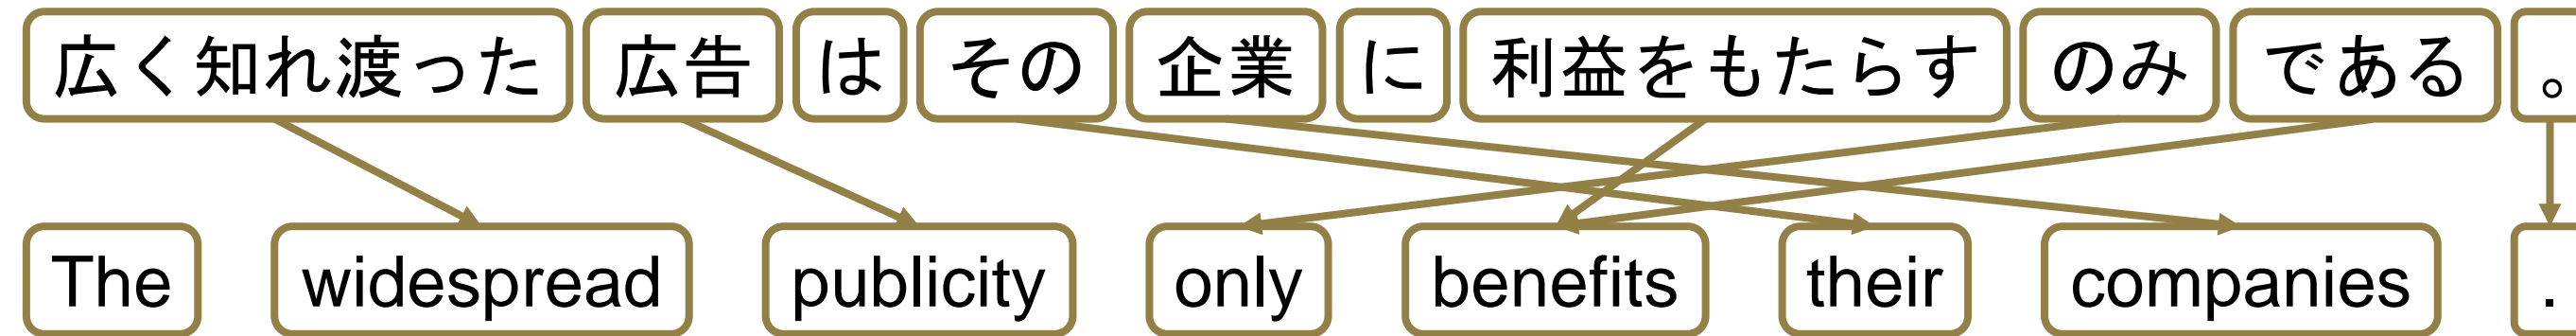 広く知れ渡った 広告 は その 企業 に 利益をもたらす のみ である 。
The widespread publicity only benefits their companies .